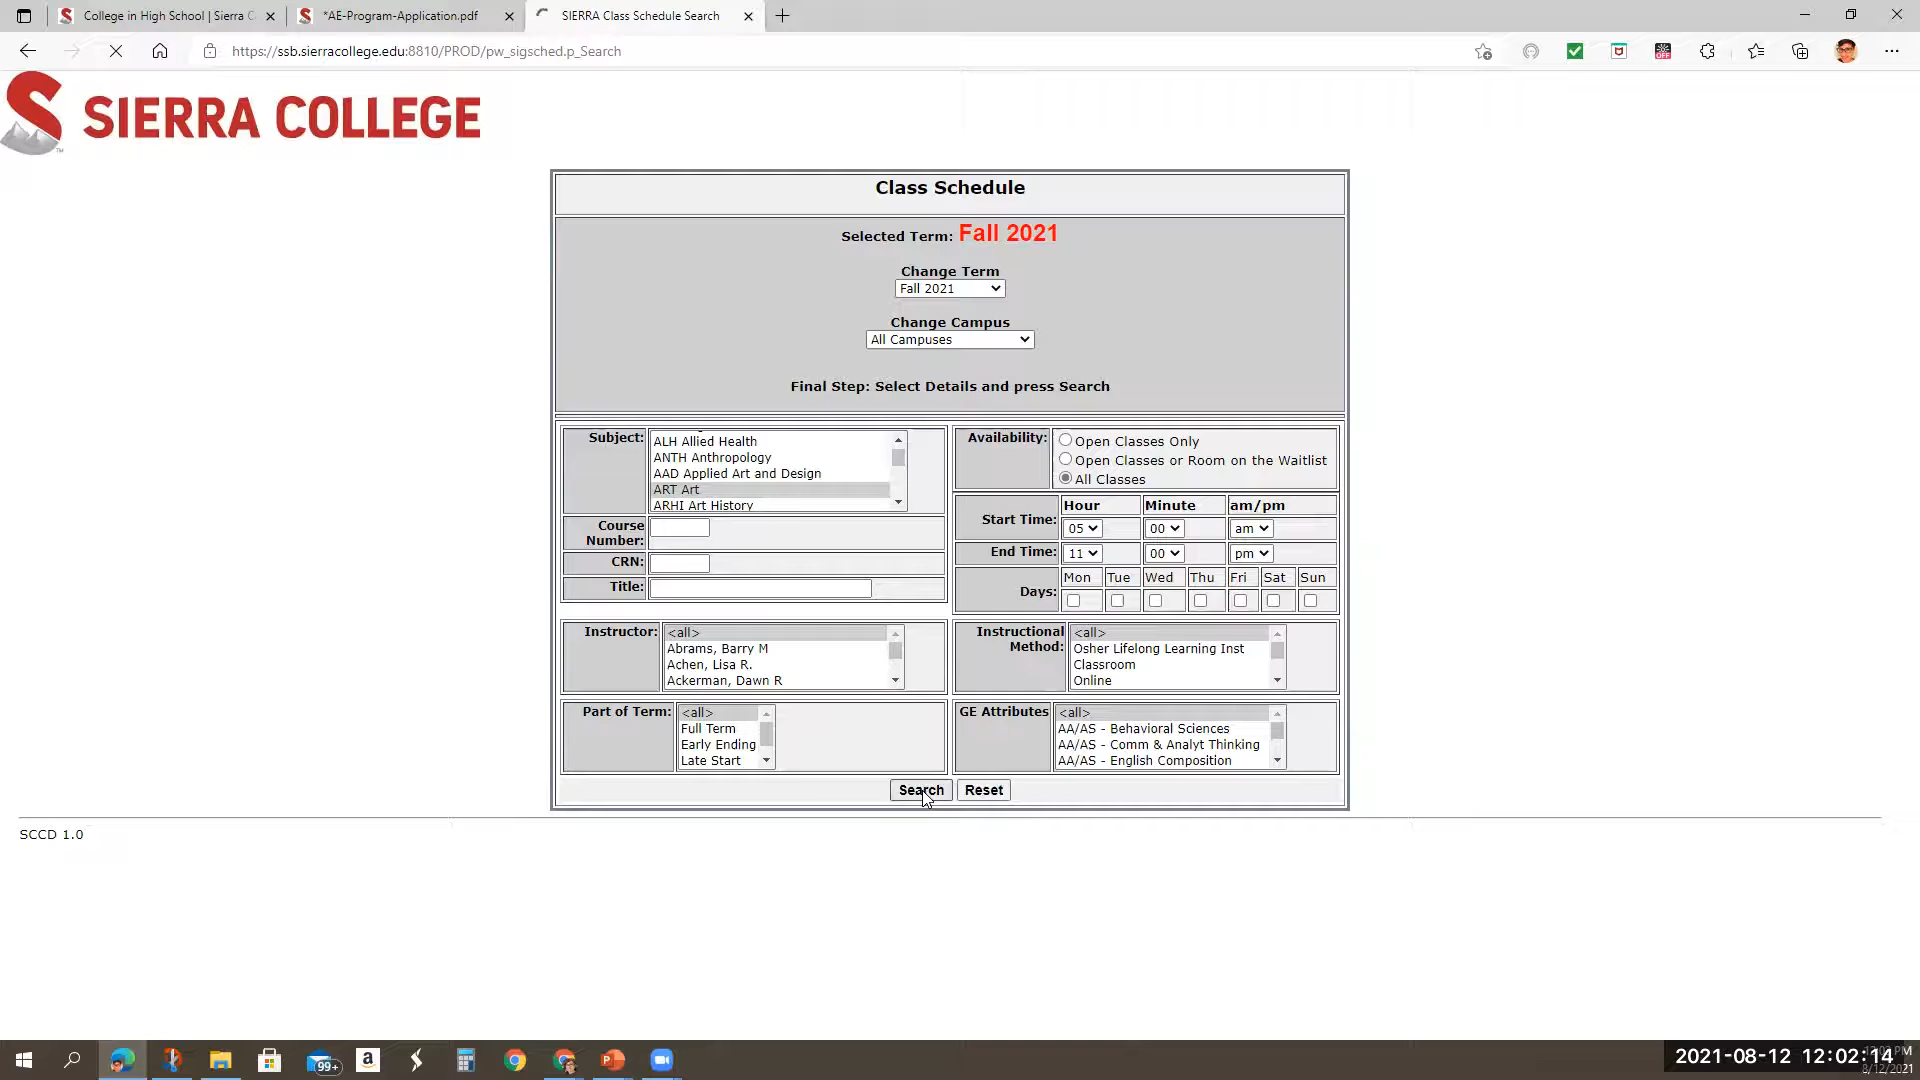 College in High School | Sierra C
*AE-Program-Application.pdf
SIERRA Class Schedule Search
https://ssb.sierracollege.edu:8810/PROD/pw_sigsched.p_Search
SIERRA COLLEGE
Class Schedule
Selected Term: Fall 2021
Change Term
Fall 2021
Change Campus
All Campuses
Final Step: Select Details and press Search
Subject:
ALH Allied Health
ANTH Anthropology
AAD Applied Art and Design
ART Art
ARHI Art History
Course
Number:
CRN:
Title:
Availability:
Open Classes Only
Open Classes or Room on the Waitlist
All Classes
Hour Minute am/pm
Start Time: 05 00 am
End Time: 11 00 pm
Mon Tue Wed Thu Fri Sat Sun
Days:
Instructor:
<all>
Abrams, Barry M
Achen, Lisa R.
Ackerman, Dawn R
Instructional
Method:
<all>
Osher Lifelong Learning Inst
Classroom
Online
Part of Term:
<all>
Full Term
Early Ending
Late Start
GE Attributes
<all>
AA/AS - Behavioral Sciences
AA/AS - Comm & Analyt Thinking
AA/AS - English Composition
Search Reset
SCCD 1.0
99+
2021-08-12 12:02:14
8/12/2021